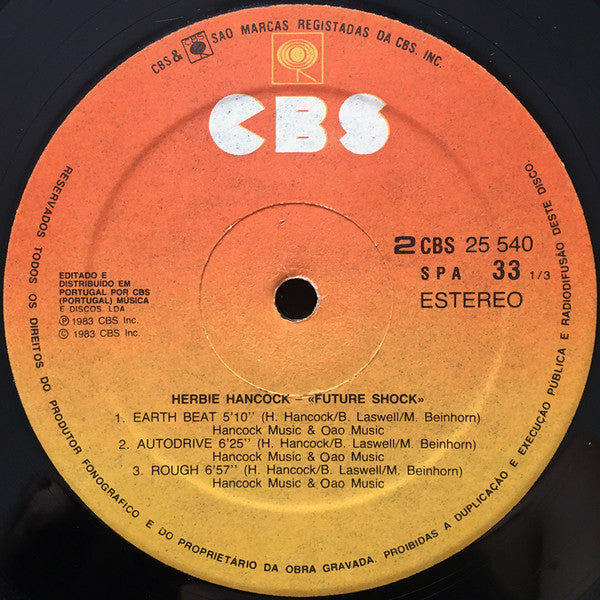 CBS & SAO MARCAS REGISTADAS DA CBS. INC.
CBS
2 CBS 25 540
SPA 33 1/3
ESTEREO
EDITADO E
DISTRIBUÍDO EM
PORTUGAL POR CBS
(PORTUGAL) MÚSICA
E DISCOS, LDA
Ⓟ 1983 CBS Inc.
© 1983 CBS Inc.
HERBIE HANCOCK – «FUTURE SHOCK»
1. EARTH BEAT 5'10'' (H. Hancock/B. Laswell/M. Beinhorn)
Hancock Music & Oao Music
2. AUTODRIVE 6'25'' (H. Hancock/B. Laswell/M. Beinhorn)
Hancock Music & Oao Music
3. ROUGH 6'57'' (H. Hancock/B. Laswell/M. Beinhorn)
Hancock Music & Oao Music
RESERVADOS TODOS OS DIREITOS DO PRODUTOR FONOGRAFICO E DO PROPRIETÁRIO DA OBRA GRAVADA. PROIBIDAS A DUPLICAÇÃO E EXECUÇÃO PÚBLICA E RADIODIFUSÃO DESTE DISCO.